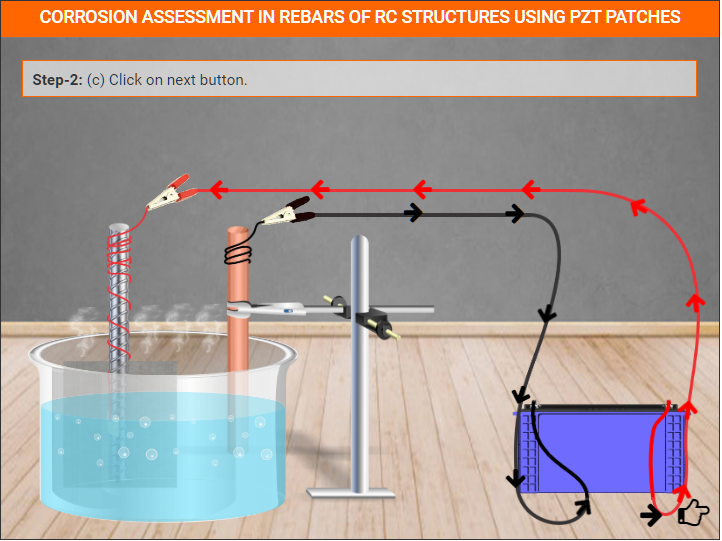 CORROSION ASSESSMENT IN REBARS OF RC STRUCTURES USING PZT PATCHES
Step-2: (c) Click on next button.